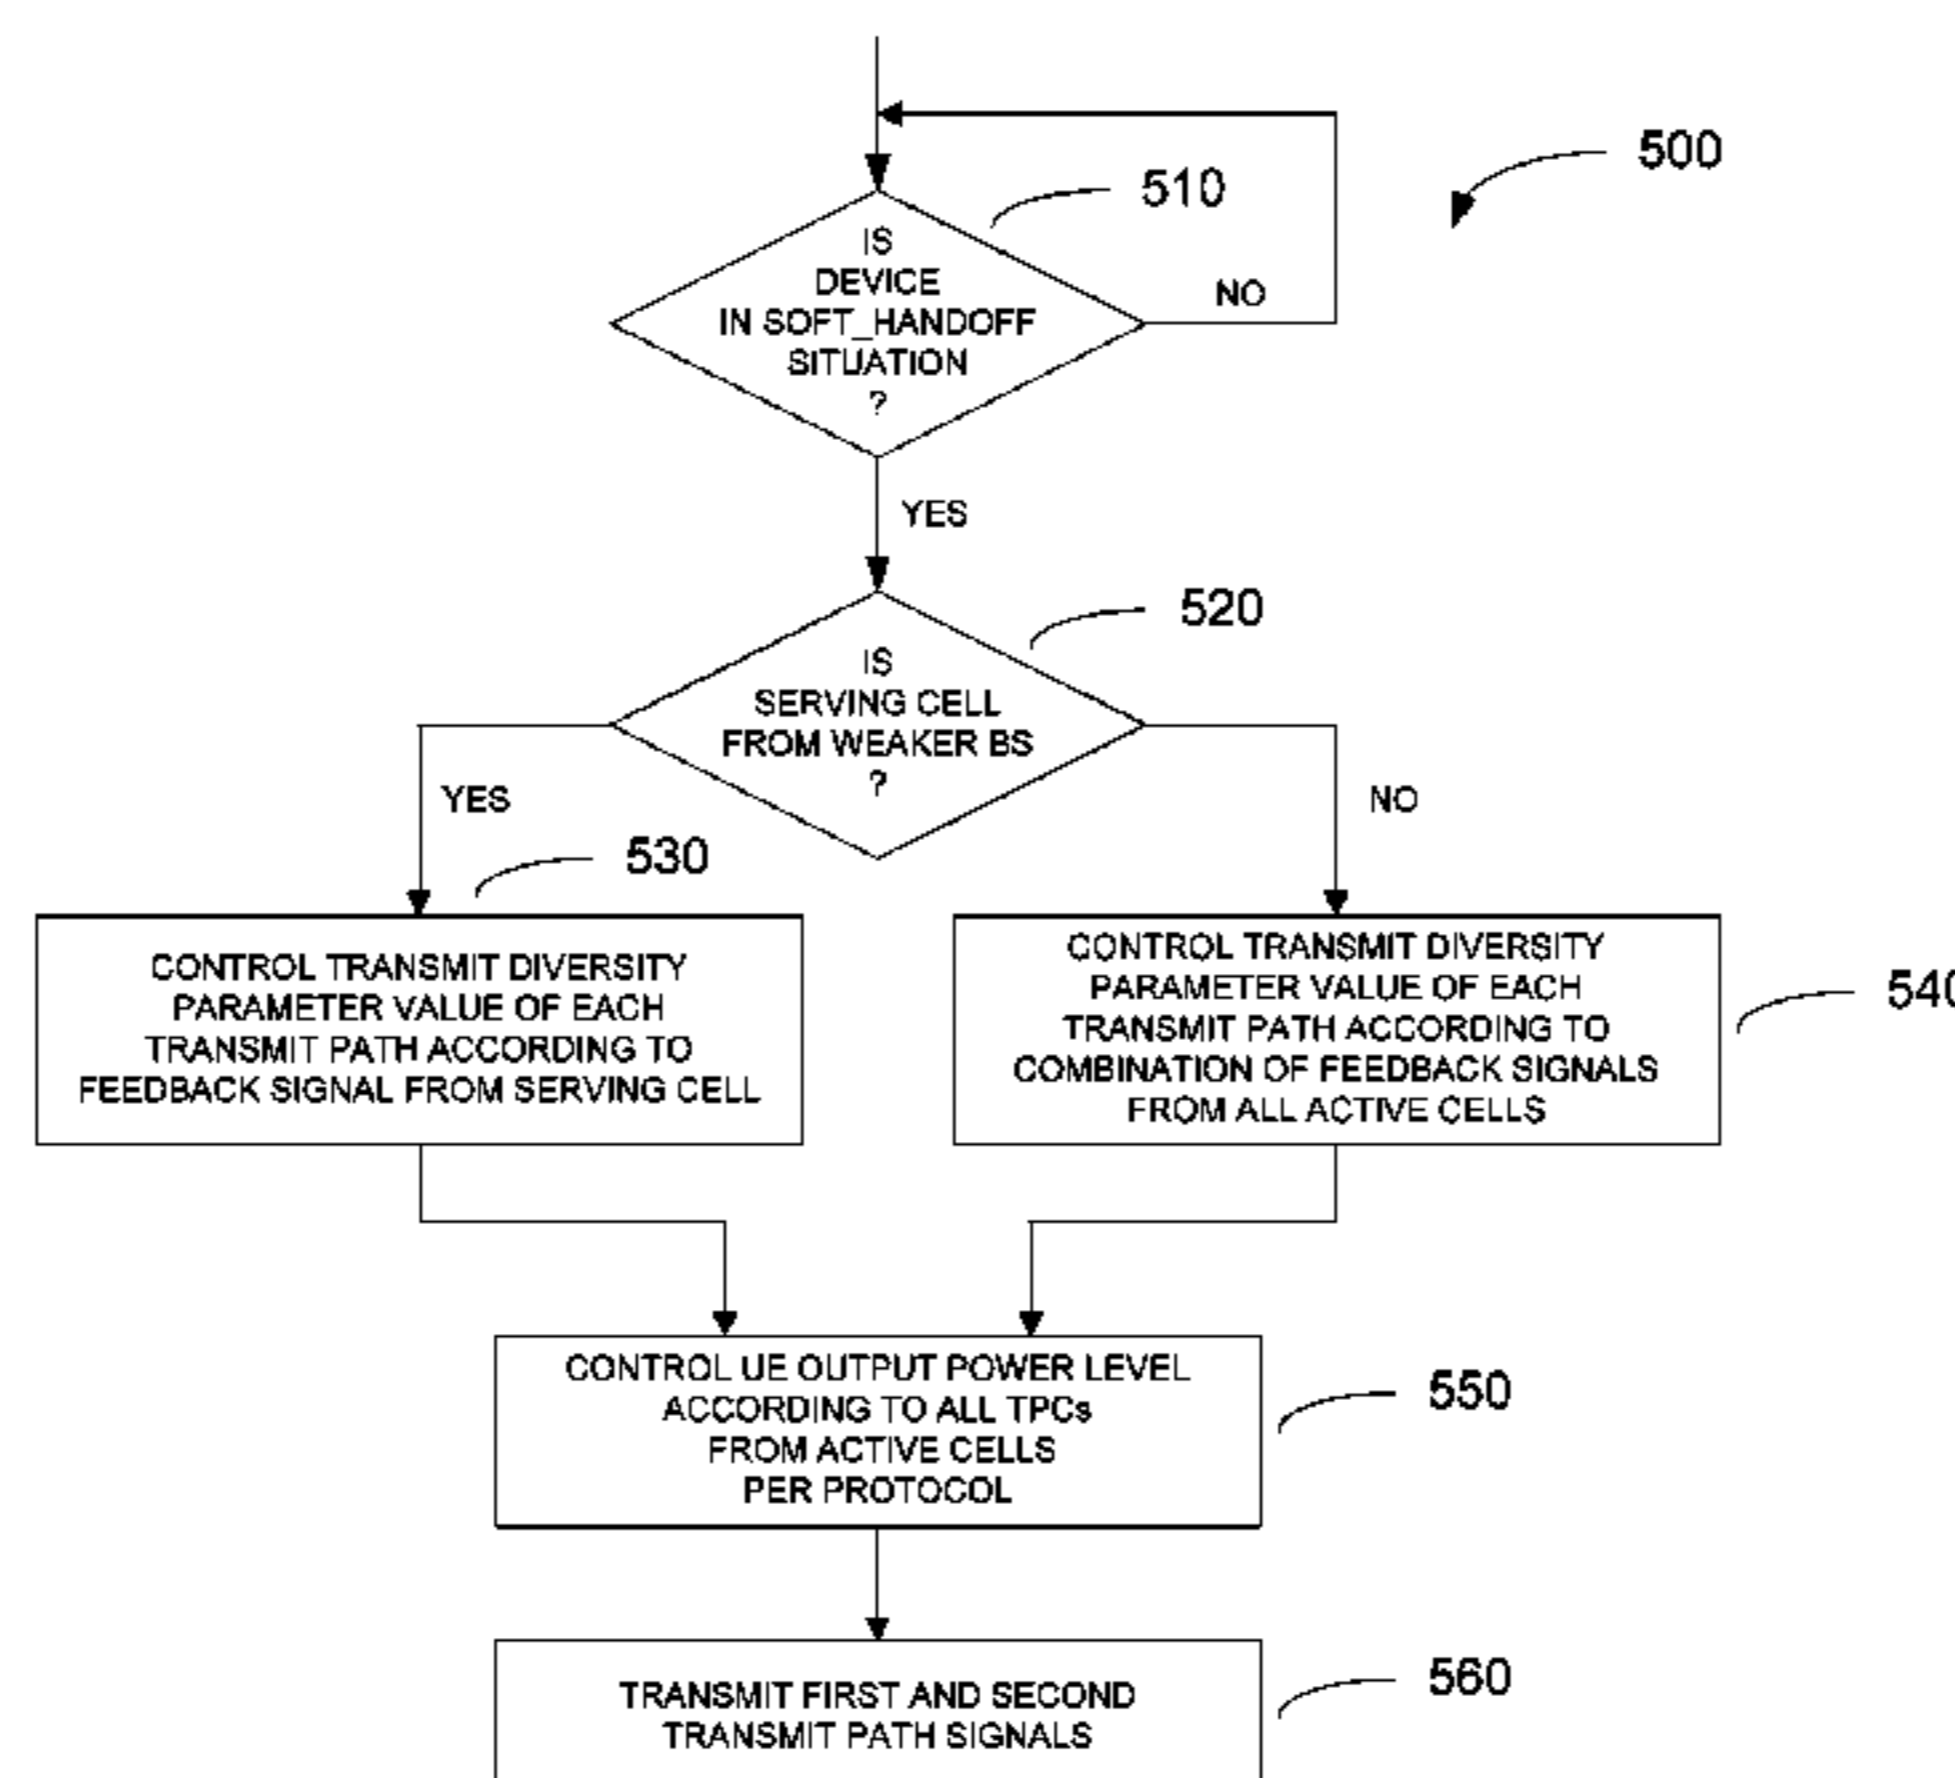 500
510
IS
DEVICE
IN SOFT_HANDOFF
SITUATION
?
NO
YES
520
IS
SERVING CELL
FROM WEAKER BS
?
YES
NO
530
CONTROL TRANSMIT DIVERSITY
PARAMETER VALUE OF EACH
TRANSMIT PATH ACCORDING TO
FEEDBACK SIGNAL FROM SERVING CELL
CONTROL TRANSMIT DIVERSITY
PARAMETER VALUE OF EACH
TRANSMIT PATH ACCORDING TO
COMBINATION OF FEEDBACK SIGNALS
FROM ALL ACTIVE CELLS
540
CONTROL UE OUTPUT POWER LEVEL
ACCORDING TO ALL TPCs
FROM ACTIVE CELLS
PER PROTOCOL
550
TRANSMIT FIRST AND SECOND
TRANSMIT PATH SIGNALS
560